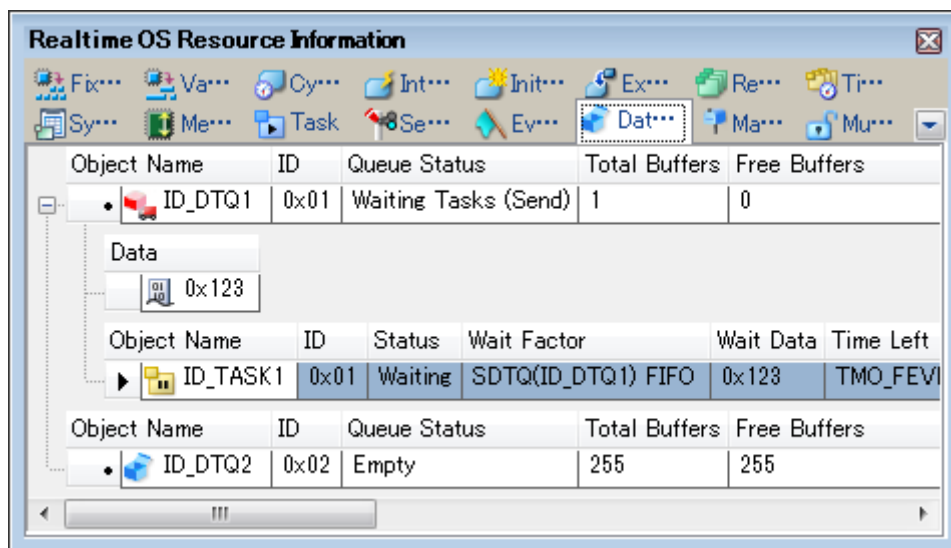 Realtime OS Resource Information
Fix··· Va··· Cy··· Int··· Init··· Ex··· Re··· Ti···
Sy··· Me··· Task Se··· Ev··· Dat··· Ma··· Mu···
Object Name ID Queue Status Total Buffers Free Buffers
ID_DTQ1 0x01 Waiting Tasks (Send) 1 0
Data
0x123
Object Name ID Status Wait Factor Wait Data Time Left
ID_TASK1 0x01 Waiting SDTQ(ID_DTQ1) FIFO 0x123 TMO_FEV
Object Name ID Queue Status Total Buffers Free Buffers
ID_DTQ2 0x02 Empty 255 255